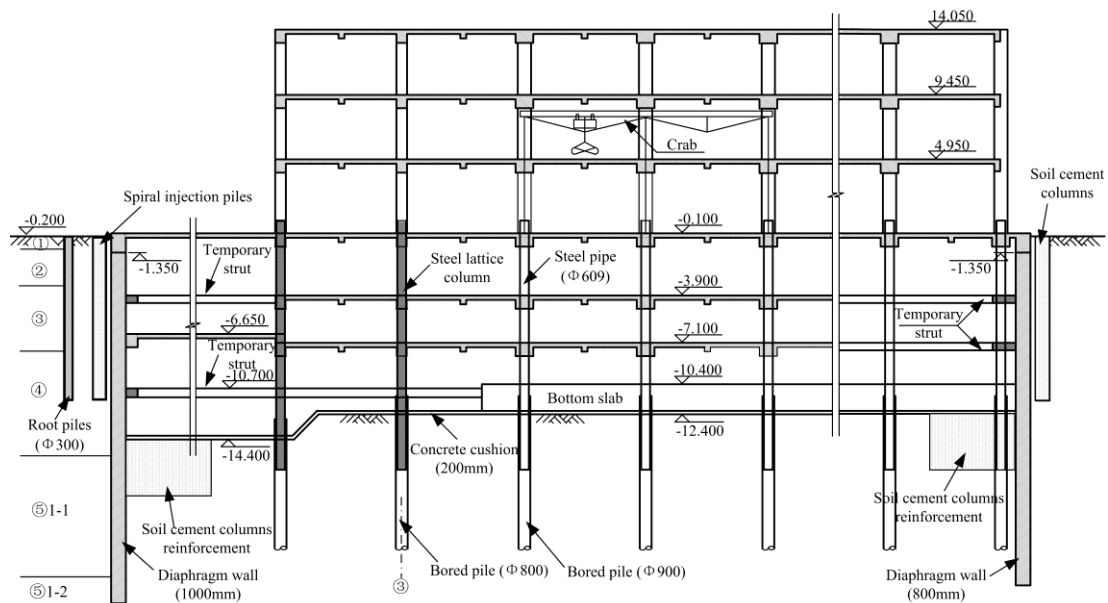 14.050
9.450
Crab
4.950
Soil cement
columns
Spiral injection piles
-0.200
-0.100
①
Temporary
strut
Steel lattice
column
Steel pipe
(Φ609)
-1.350
-1.350
②
-3.900
③
-6.650
Temporary
strut
-7.100
Temporary
strut
④
-10.700
-10.400
Bottom slab
Root piles
(Φ300)
Concrete cushion
(200mm)
-12.400
-14.400
⑤1-1
Soil cement columns
reinforcement
Soil cement columns
reinforcement
Diaphragm wall
(1000mm)
Bored pile (Φ800)
Bored pile (Φ900)
Diaphragm wall
(800mm)
⑤1-2
③